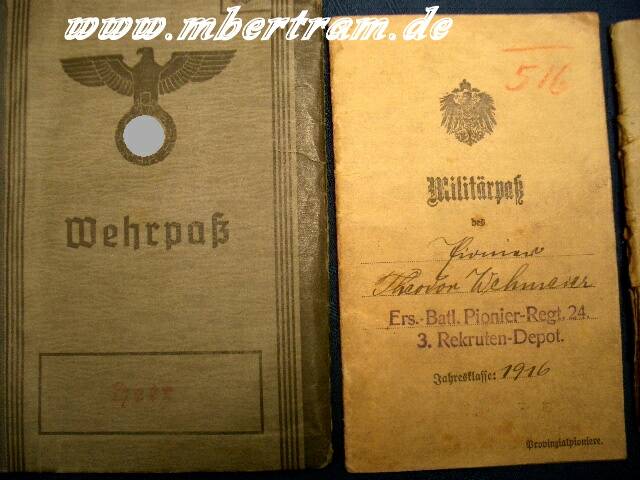 www.mbertram.de
Wehrpaß
Heer
516
Militärpaß
des
Pionier
Theodor Wehmeier
Ers.-Batl. Pionier-Regt. 24.
3. Rekruten-Depot.
Jahresklasse: 1916
Provinzialpioniere.